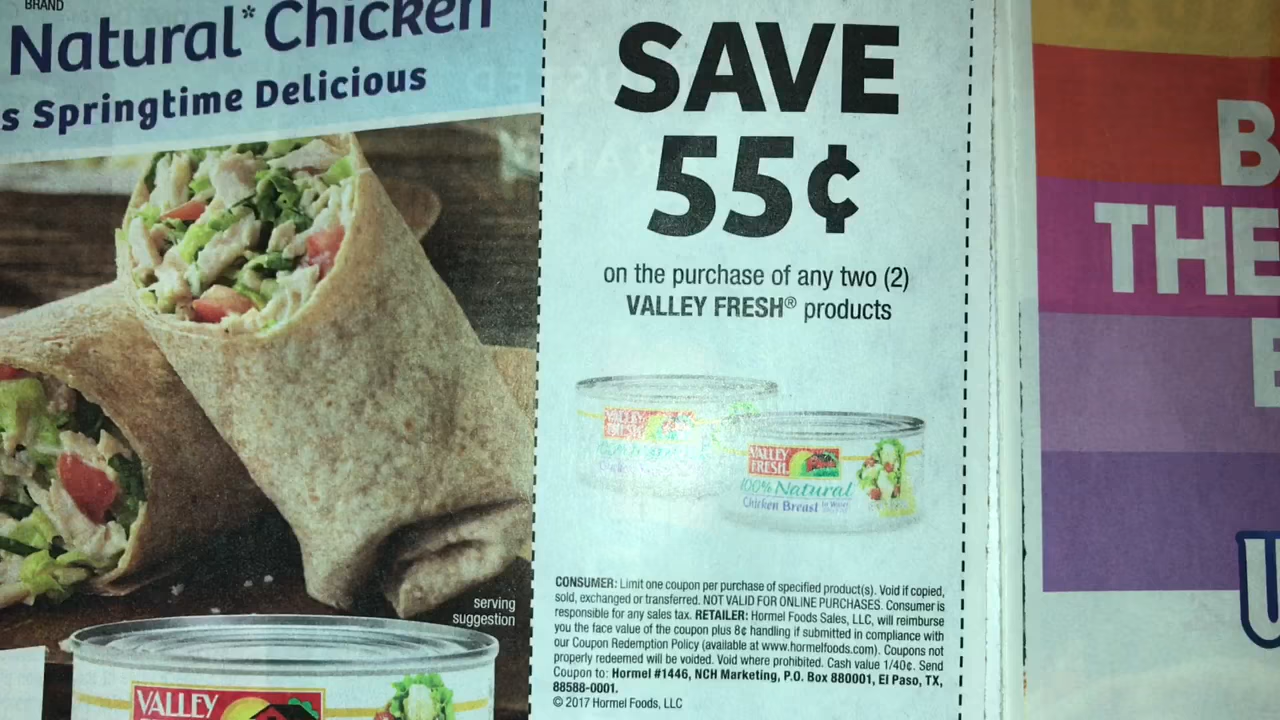 BRAND
Natural* Chicken
s Springtime Delicious
serving
suggestion
VALLEY
SAVE
55¢
on the purchase of any two (2)
VALLEY FRESH® products
VALLEY
FRESH
VALLEY
FRESH
100% Natural
Chicken Breast
CONSUMER: Limit one coupon per purchase of specified product(s). Void if copied,
sold, exchanged or transferred. NOT VALID FOR ONLINE PURCHASES. Consumer is
responsible for any sales tax. RETAILER: Hormel Foods Sales, LLC, will reimburse
you the face value of the coupon plus 8¢ handling if submitted in compliance with
our Coupon Redemption Policy (available at www.hormelfoods.com). Coupons not
properly redeemed will be voided. Void where prohibited. Cash value 1/40¢. Send
Coupon to: Hormel #1446, NCH Marketing, P.O. Box 880001, El Paso, TX,
88588-0001.
© 2017 Hormel Foods, LLC
B
THE